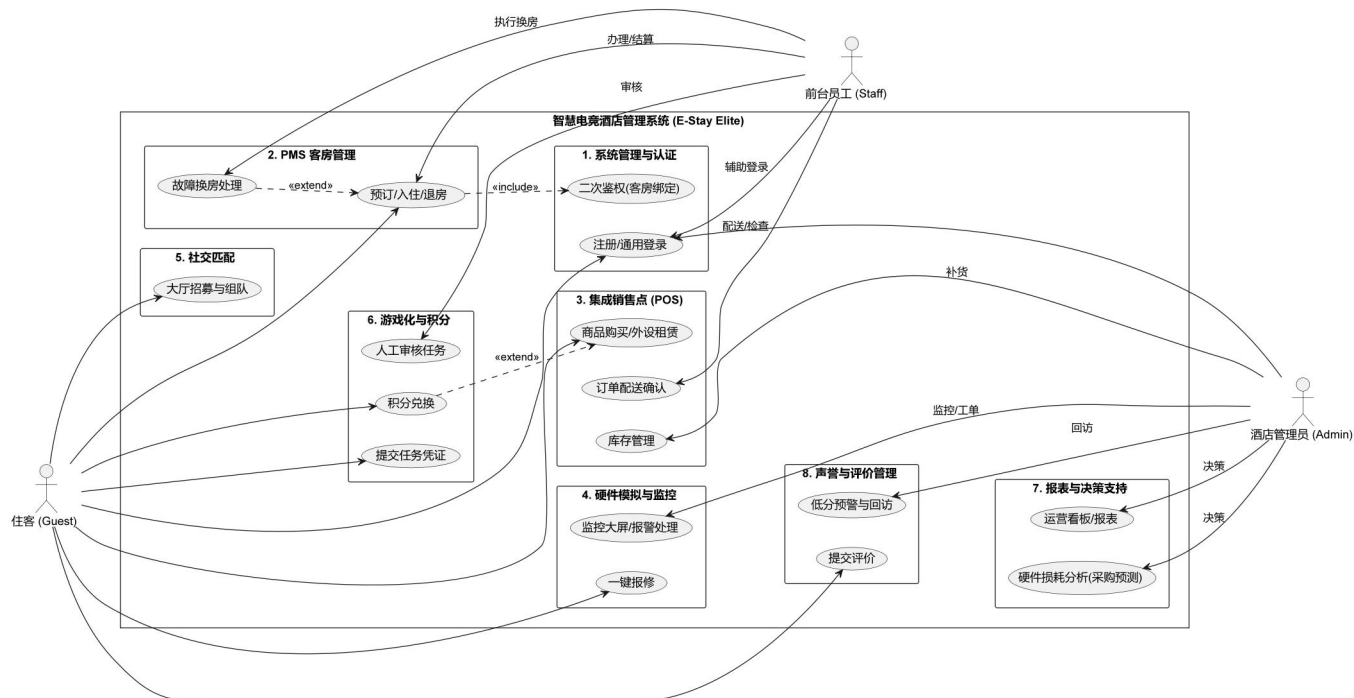 执行换房
办理/结算
审核
前台员工 (Staff)
智慧电竞酒店管理系统 (E-Stay Elite)
2. PMS 客房管理
故障换房处理
«extend»
预订/入住/退房
«include»
1. 系统管理与认证
二次鉴权(客房绑定)
注册/通用登录
辅助登录
配送/检查
补货
5. 社交匹配
大厅招募与组队
6. 游戏化与积分
人工审核任务
积分兑换
提交任务凭证
«extend»
3. 集成销售点 (POS)
商品购买/外设租赁
订单配送确认
库存管理
监控/工单
回访
酒店管理员 (Admin)
决策
决策
住客 (Guest)
4. 硬件模拟与监控
监控大屏/报警处理
一键报修
8. 声誉与评价管理
低分预警与回访
提交评价
7. 报表与决策支持
运营看板/报表
硬件损耗分析(采购预测)